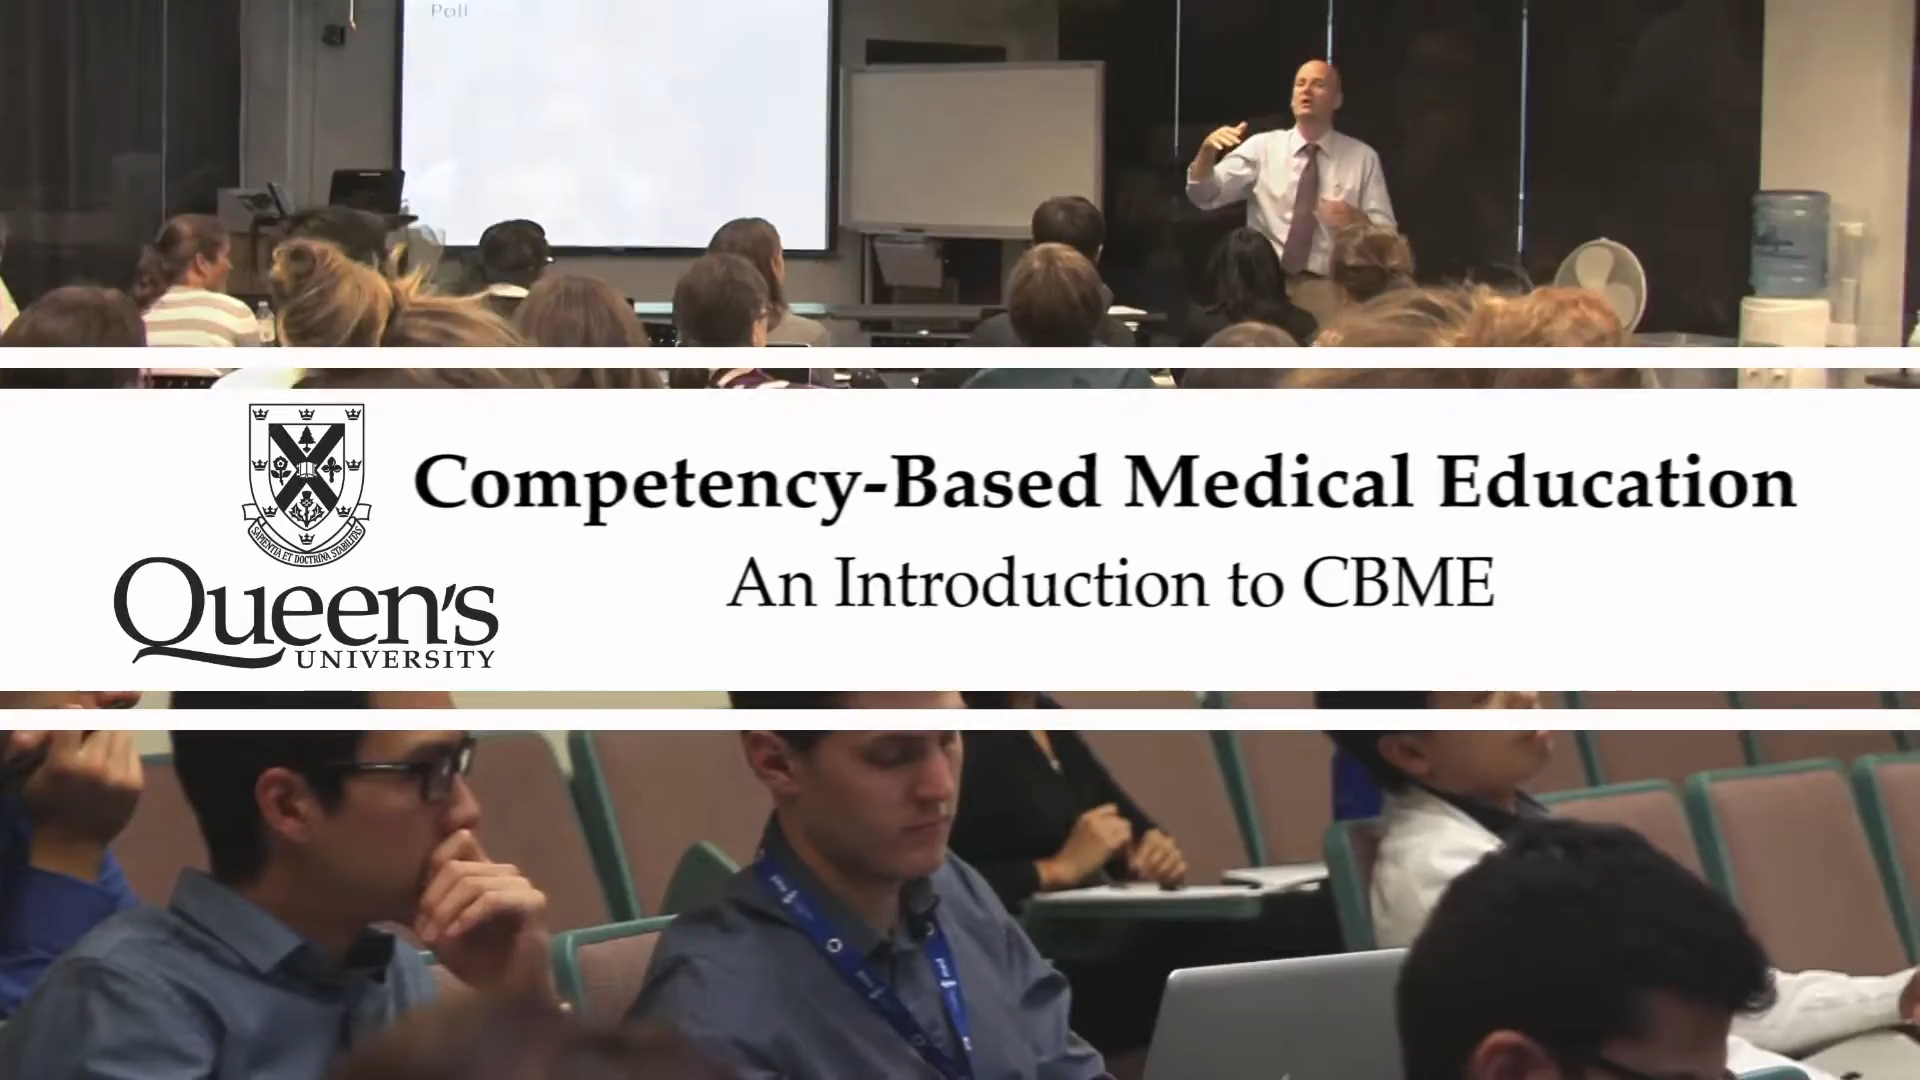 Poll
SAPIENTIA ET DOCTRINA STABILITAS
Competency-Based Medical Education
An Introduction to CBME
Queen's
UNIVERSITY